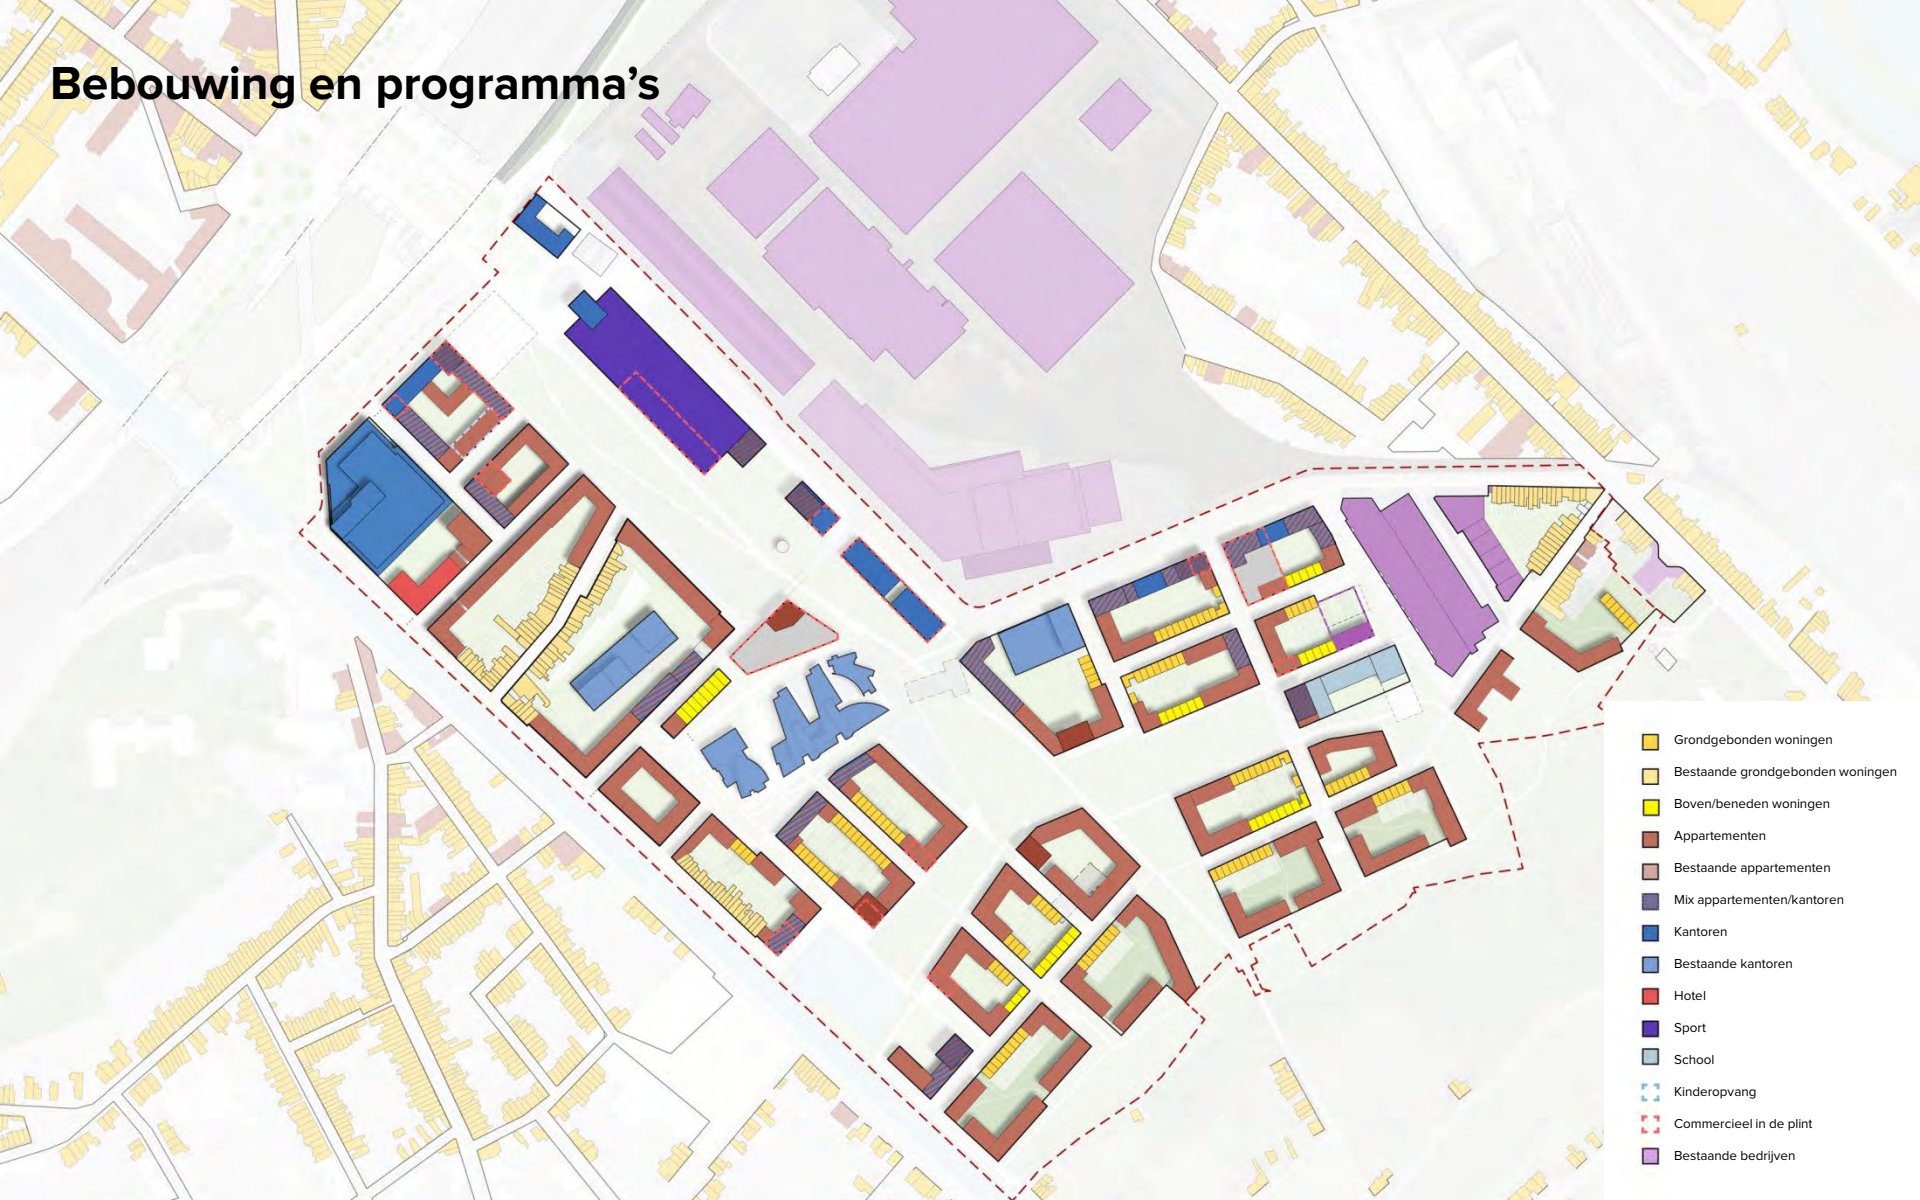 Bebouwing en programma’s
Grondgebonden woningen
Bestaande grondgebonden woningen
Boven/beneden woningen
Appartementen
Bestaande appartementen
Mix appartementen/kantoren
Kantoren
Bestaande kantoren
Hotel
Sport
School
Kinderopvang
Commercieel in de plint
Bestaande bedrijven